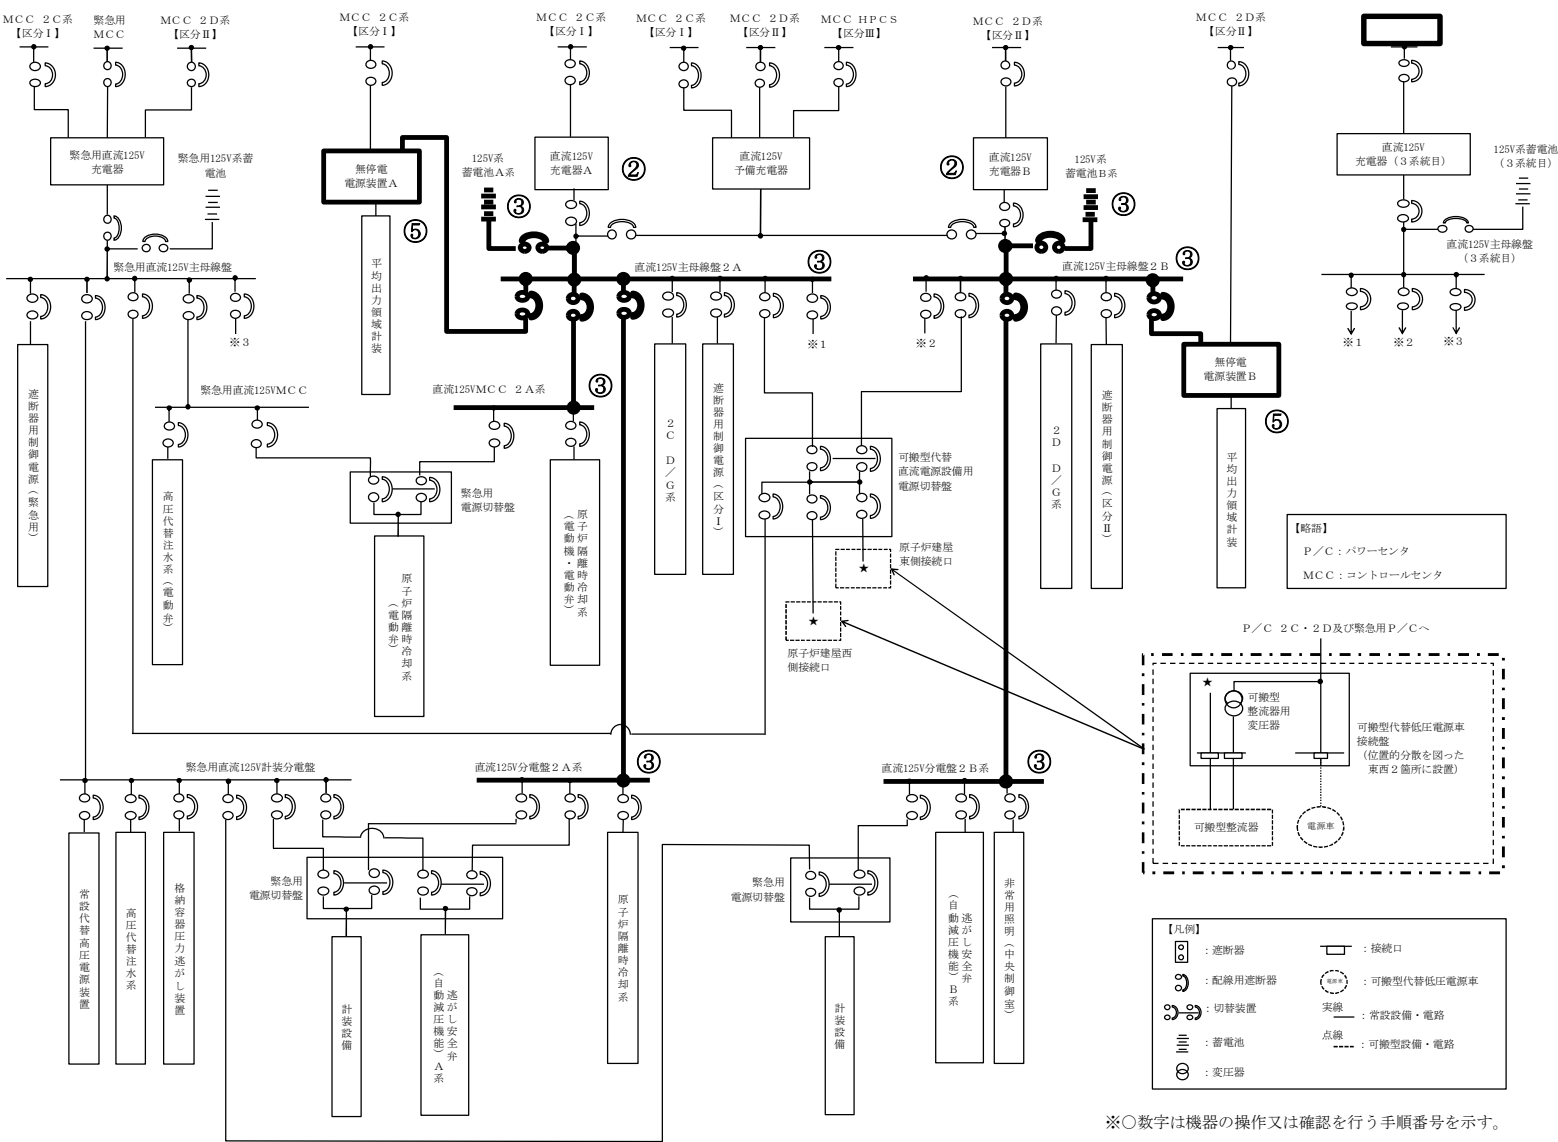 MCC 2C系
【区分Ⅰ】
緊急用
MCC
MCC 2D系
【区分Ⅱ】
MCC 2C系
【区分Ⅰ】
MCC 2C系
【区分Ⅰ】
MCC 2C系
【区分Ⅰ】
MCC 2D系
【区分Ⅱ】
MCC HPCS
【区分Ⅲ】
MCC 2D系
【区分Ⅱ】
MCC 2D系
【区分Ⅱ】
緊急用直流125V
充電器
緊急用125V系蓄
電池
無停電
電源装置A
⑤
125V系
蓄電池A系
③
直流125V
充電器A
②
直流125V
予備充電器
②
直流125V
充電器B
125V系
蓄電池B系
③
直流125V
充電器(3系統目)
125V系蓄電池
(3系統目)
緊急用直流125V主母線盤
直流125V主母線盤2A
③
直流125V主母線盤2B
③
直流125V主母線盤
(3系統目)
※3
※1
※2
※1
※2
※3
平均出力領域計装
無停電
電源装置B
⑤
平均出力領域計装
遮断器用制御電源(緊急用)
緊急用直流125VMCC
直流125VMCC 2A系
③
高圧代替注水系(電動弁)
緊急用
電源切替盤
原子炉隔離時冷却系
(電動弁)
原子炉隔離時冷却系
(電動機・電動弁)
2C D/G系
遮断器用制御電源(区分Ⅰ)
可搬型代替
直流電源設備用
電源切替盤
2D D/G系
遮断器用制御電源(区分Ⅱ)
原子炉建屋
東側接続口
★
★
原子炉建屋西
側接続口
【略語】
P/C:パワーセンタ
MCC:コントロールセンタ
P/C 2C・2D及び緊急用P/Cへ
★
可搬型
整流器用
変圧器
可搬型代替低圧電源車
接続盤
(位置的分散を図った
東西2箇所に設置)
可搬型整流器
電源車
緊急用直流125V計装分電盤
直流125V分電盤2A系
③
直流125V分電盤2B系
③
常設代替高圧電源装置
高圧代替注水系
格納容器圧力逃がし装置
緊急用
電源切替盤
計装設備
逃がし安全弁
(自動減圧機能)A系
原子炉隔離時冷却系
緊急用
電源切替盤
計装設備
逃がし安全弁
(自動減圧機能)B系
非常用照明(中央制御室)
【凡例】
:遮断器
:配線用遮断器
:切替装置
:蓄電池
:変圧器
:接続口
電源車
:可搬型代替低圧電源車
実線
:常設設備・電路
点線
:可搬型設備・電路
※○数字は機器の操作又は確認を行う手順番号を示す。